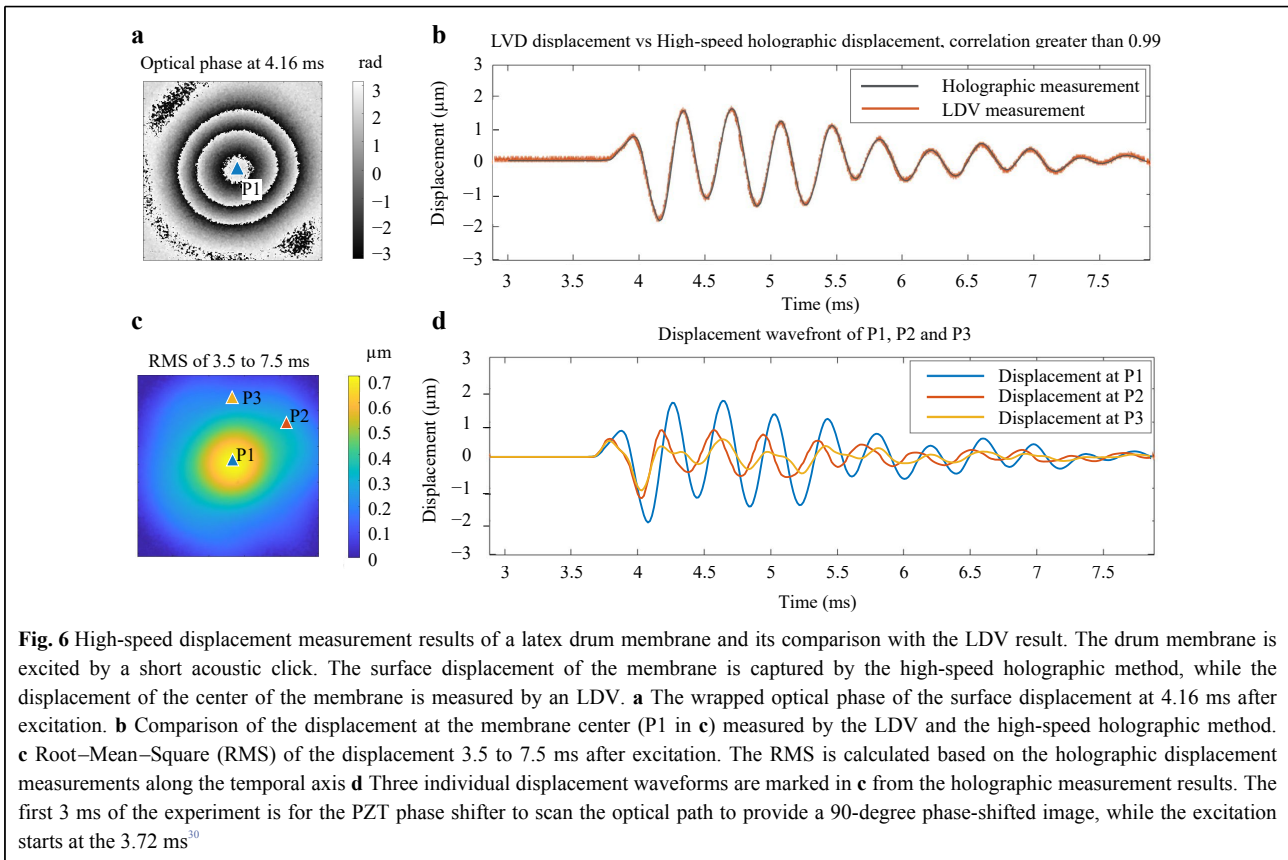 a
Optical phase at 4.16 ms
rad
3
2
1
0
−1
−2
−3
P1
b
LVD displacement vs High-speed holographic displacement, correlation greater than 0.99
Displacement (µm)
3
2
1
0
−1
−2
−3
Holographic measurement
LDV measurement
3 3.5 4 4.5 5 5.5 6 6.5 7 7.5
Time (ms)
c
RMS of 3.5 to 7.5 ms
µm
0.7
0.6
0.5
0.4
0.3
0.2
0.1
0
P3
P2
P1
d
Displacement wavefront of P1, P2 and P3
Displacement (µm)
3
2
1
0
−1
−2
−3
Displacement at P1
Displacement at P2
Displacement at P3
3 3.5 4 4.5 5 5.5 6 6.5 7 7.5
Time (ms)
Fig. 6 High-speed displacement measurement results of a latex drum membrane and its comparison with the LDV result. The drum membrane is
excited by a short acoustic click. The surface displacement of the membrane is captured by the high-speed holographic method, while the
displacement of the center of the membrane is measured by an LDV. a The wrapped optical phase of the surface displacement at 4.16 ms after
excitation. b Comparison of the displacement at the membrane center (P1 in c) measured by the LDV and the high-speed holographic method.
c Root−Mean−Square (RMS) of the displacement 3.5 to 7.5 ms after excitation. The RMS is calculated based on the holographic displacement
measurements along the temporal axis d Three individual displacement waveforms are marked in c from the holographic measurement results. The
first 3 ms of the experiment is for the PZT phase shifter to scan the optical path to provide a 90-degree phase-shifted image, while the excitation
starts at the 3.72 ms30